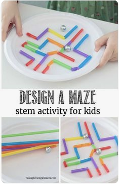 DESIGN A MAZE
stem activity for kids